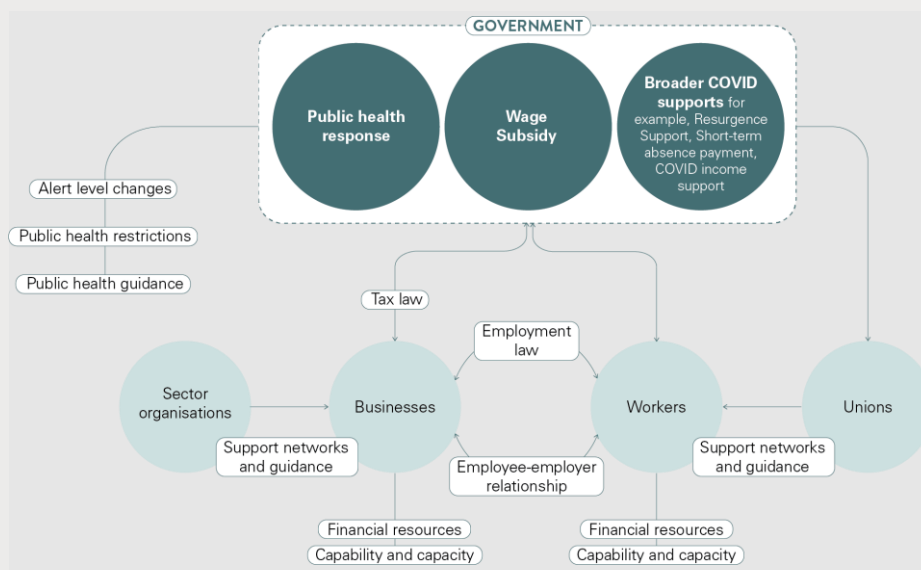 GOVERNMENT
Public health
response
Wage
Subsidy
Broader COVID
supports for
example, Resurgence
Support, Short-term
absence payment,
COVID income
support
Alert level changes
Public health restrictions
Public health guidance
Tax law
Employment
law
Sector
organisations
Businesses
Workers
Unions
Support networks
and guidance
Employee-employer
relationship
Support networks
and guidance
Financial resources
Capability and capacity
Financial resources
Capability and capacity